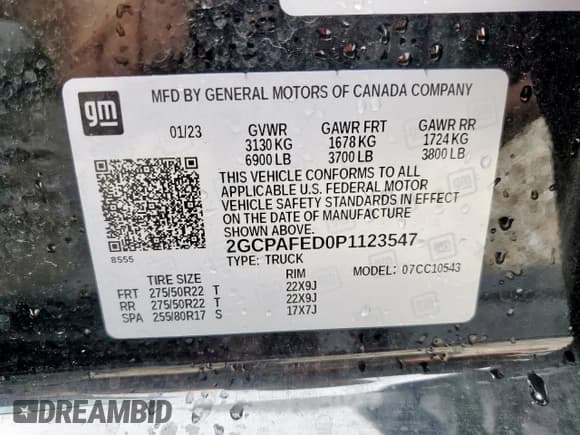 gm
MFD BY GENERAL MOTORS OF CANADA COMPANY
01/23 GVWR GAWR FRT GAWR RR
3130 KG 1678 KG 1724 KG
6900 LB 3700 LB 3800 LB
THIS VEHICLE CONFORMS TO ALL
APPLICABLE U.S. FEDERAL MOTOR
VEHICLE SAFETY STANDARDS IN EFFECT
ON THE DATE OF MANUFACTURE
SHOWN ABOVE.
8555 2GCPAFED0P1123547
TYPE: TRUCK MODEL: 07CC10543
TIRE SIZE RIM
FRT 275/50R22 T 22X9J
RR 275/50R22 T 22X9J
SPA 255/80R17 S 17X7J
DREAMBID